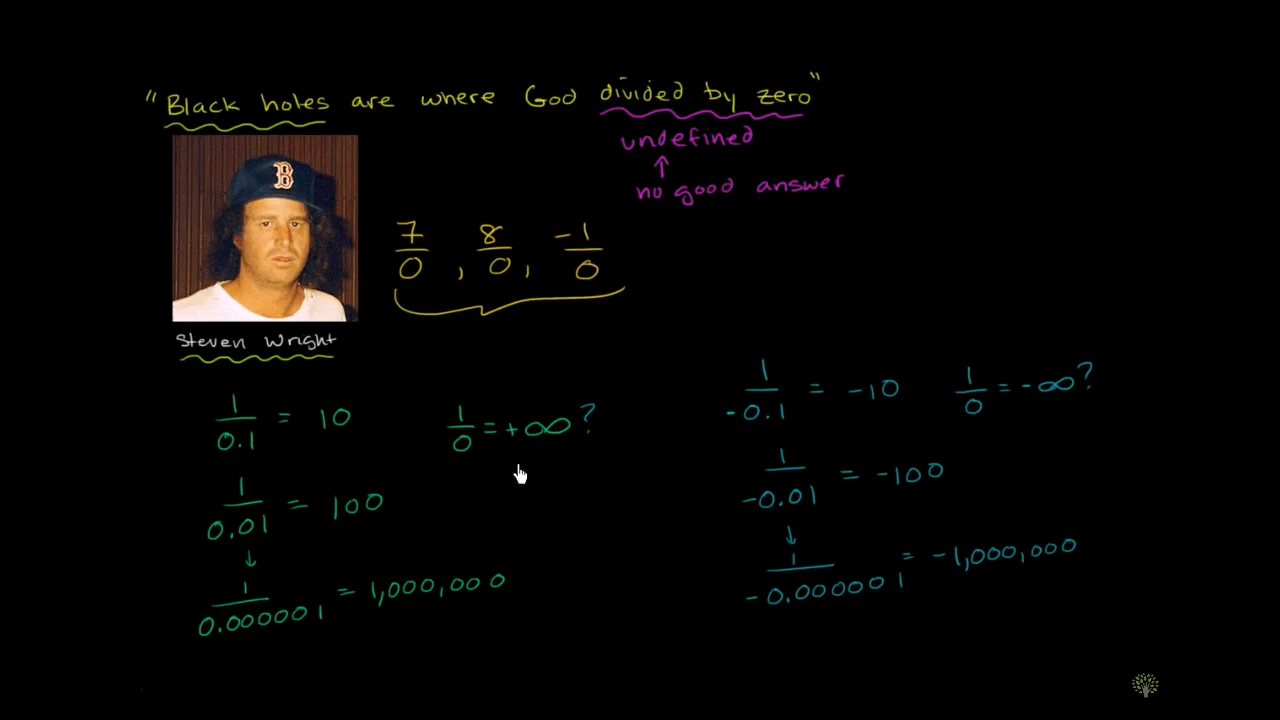 "Black holes are where God divided by zero"
undefined
↑
no good answer
B
7/0 , 8/0 , -1/0
Steven Wright
1/0.1 = 10
1/0 = +∞?
1/0.01 = 100
↓
1/0.000001 = 1,000,000
1/-0.1 = -10
1/0 = -∞?
1/-0.01 = -100
↓
1/-0.000001 = -1,000,000